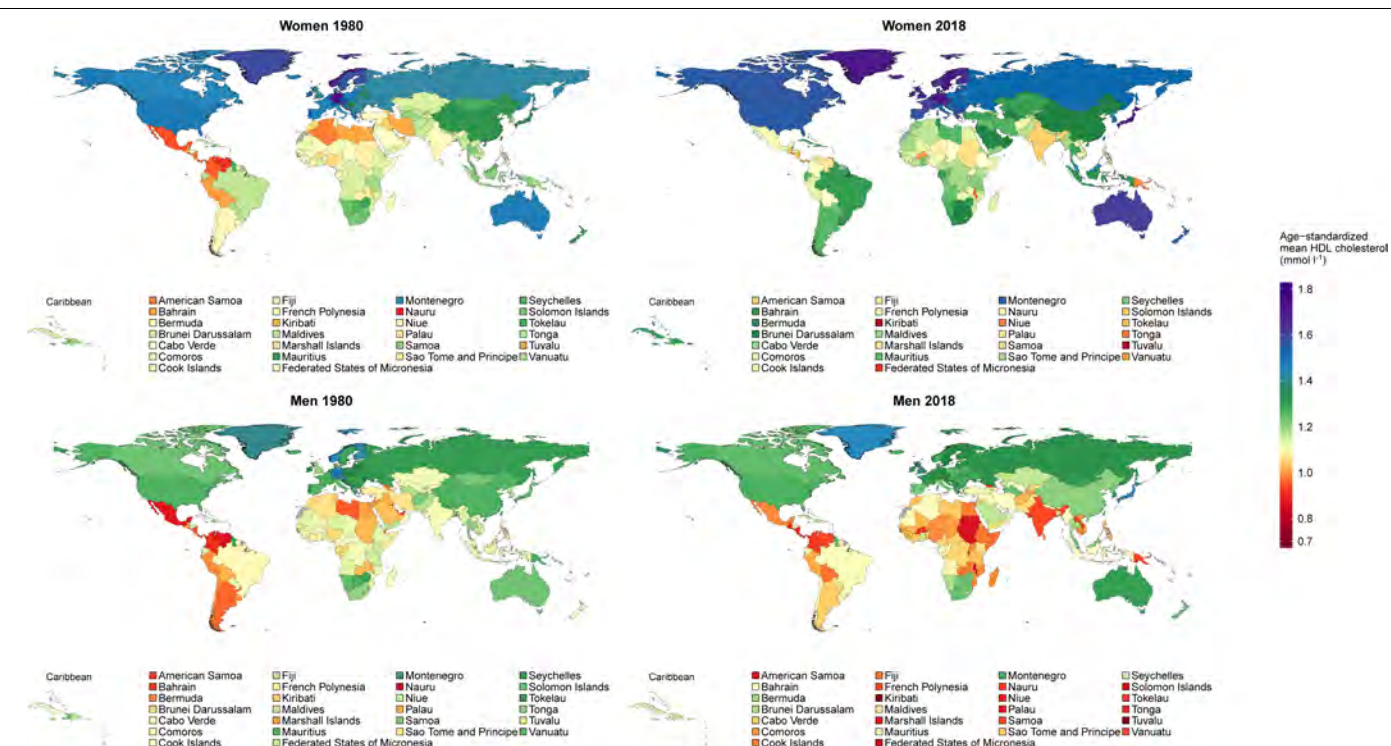 Women 1980
Women 2018
Age−standardized
mean HDL cholesterol
(mmol l⁻¹)
1.8
1.6
1.4
1.2
1.0
0.8
0.7
Caribbean
American Samoa
Bahrain
Bermuda
Brunei Darussalam
Cabo Verde
Comoros
Cook Islands
Fiji
French Polynesia
Kiribati
Maldives
Marshall Islands
Mauritius
Federated States of Micronesia
Montenegro
Nauru
Niue
Palau
Samoa
Sao Tome and Principe
Seychelles
Solomon Islands
Tokelau
Tonga
Tuvalu
Vanuatu
Caribbean
American Samoa
Bahrain
Bermuda
Brunei Darussalam
Cabo Verde
Comoros
Cook Islands
Fiji
French Polynesia
Kiribati
Maldives
Marshall Islands
Mauritius
Federated States of Micronesia
Montenegro
Nauru
Niue
Palau
Samoa
Sao Tome and Principe
Seychelles
Solomon Islands
Tokelau
Tonga
Tuvalu
Vanuatu
Men 1980
Men 2018
Caribbean
American Samoa
Bahrain
Bermuda
Brunei Darussalam
Cabo Verde
Comoros
Cook Islands
Fiji
French Polynesia
Kiribati
Maldives
Marshall Islands
Mauritius
Federated States of Micronesia
Montenegro
Nauru
Niue
Palau
Samoa
Sao Tome and Principe
Seychelles
Solomon Islands
Tokelau
Tonga
Tuvalu
Vanuatu
Caribbean
American Samoa
Bahrain
Bermuda
Brunei Darussalam
Cabo Verde
Comoros
Cook Islands
Fiji
French Polynesia
Kiribati
Maldives
Marshall Islands
Mauritius
Federated States of Micronesia
Montenegro
Nauru
Niue
Palau
Samoa
Sao Tome and Principe
Seychelles
Solomon Islands
Tokelau
Tonga
Tuvalu
Vanuatu